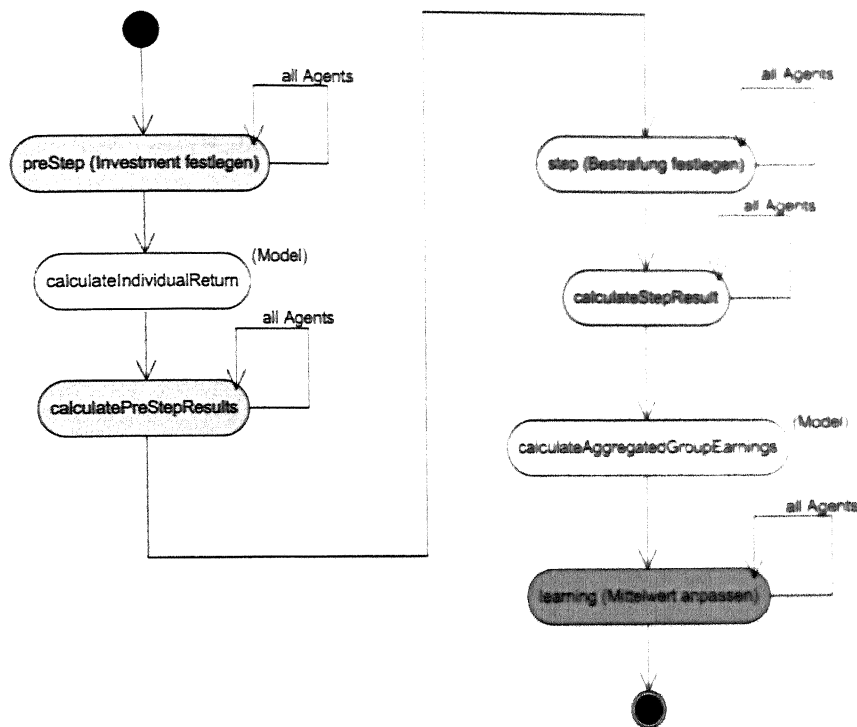 all Agents
preStep (Investment festlegen)
(Model)
calculateIndividualReturn
all Agents
calculatePreStepResults
all Agents
step (Bestrafung festlegen)
all Agents
calculateStepResult
(Model)
calculateAggregatedGroupEarnings
all Agents
learning (Mittelwert anpassen)